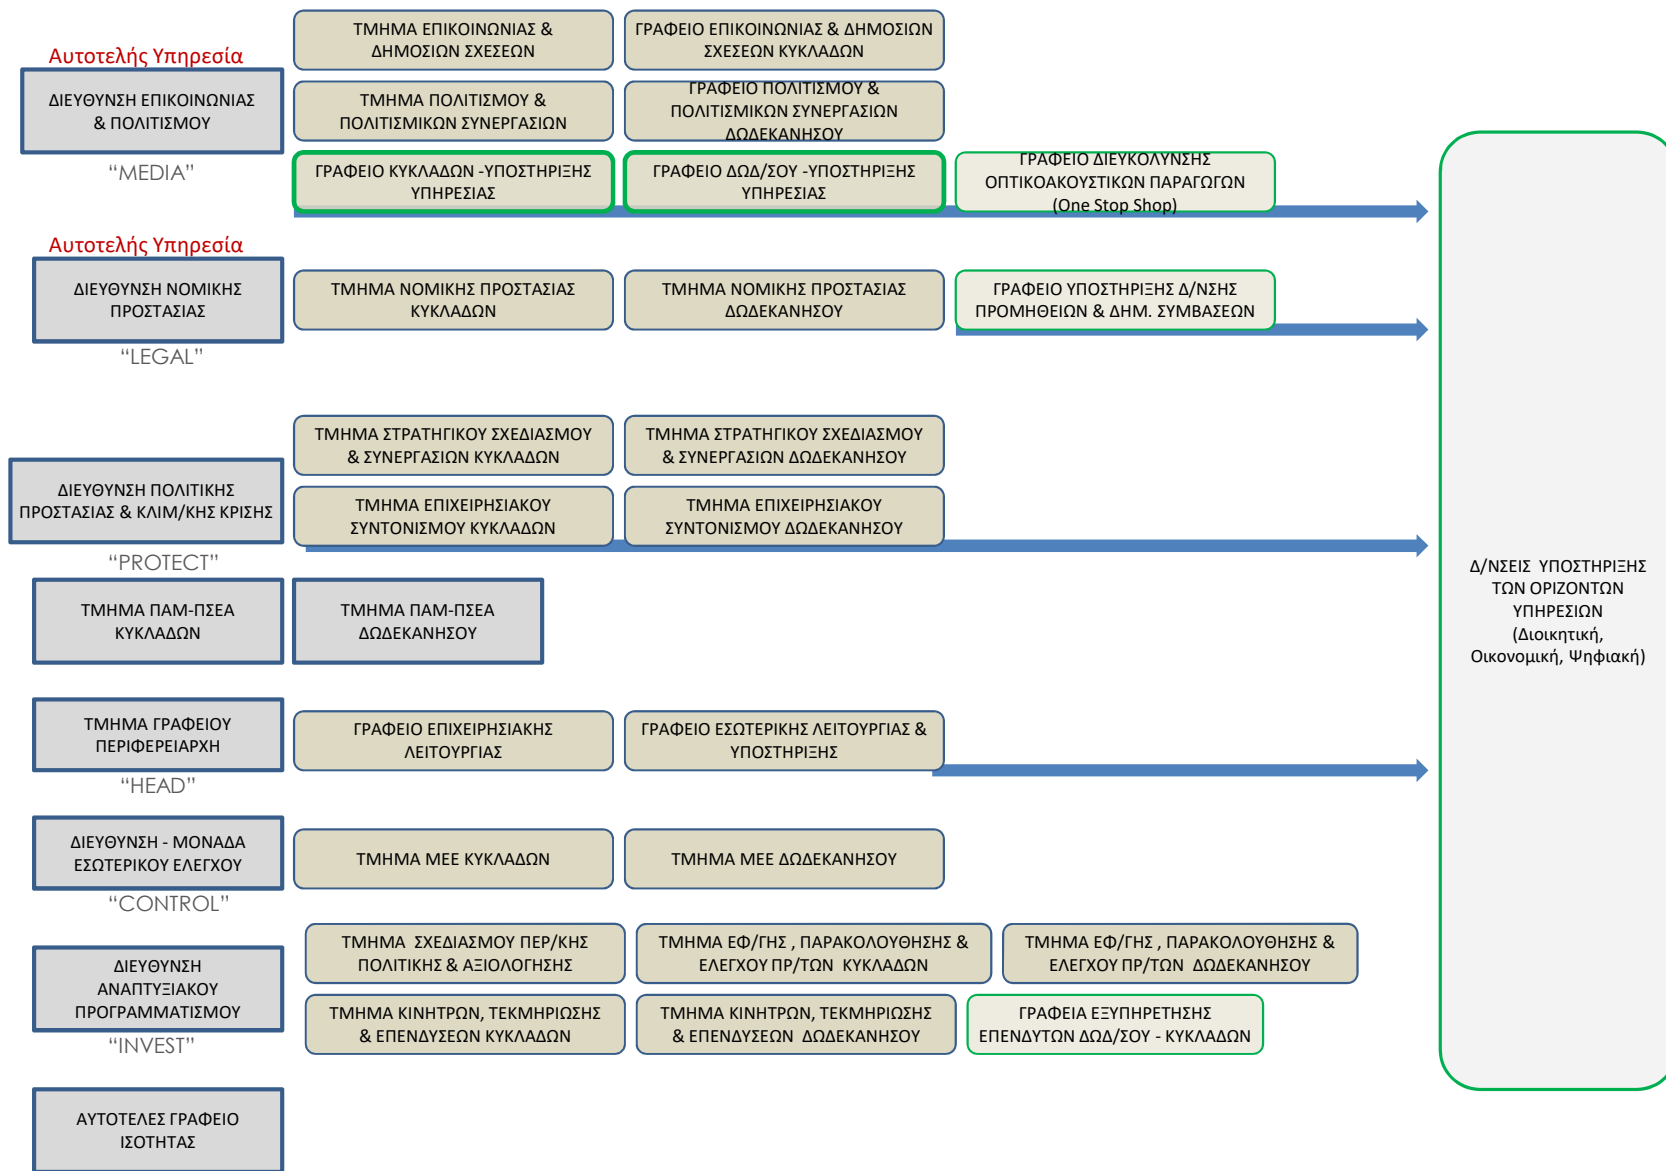 ΤΜΗΜΑ ΕΠΙΚΟΙΝΩΝΙΑΣ &
ΔΗΜΟΣΙΩΝ ΣΧΕΣΕΩΝ
ΓΡΑΦΕΙΟ ΕΠΙΚΟΙΝΩΝΙΑΣ & ΔΗΜΟΣΙΩΝ
ΣΧΕΣΕΩΝ ΚΥΚΛΑΔΩΝ
Αυτοτελής Υπηρεσία
ΔΙΕΥΘΥΝΣΗ ΕΠΙΚΟΙΝΩΝΙΑΣ
& ΠΟΛΙΤΙΣΜΟΥ
“MEDIA”
ΤΜΗΜΑ ΠΟΛΙΤΙΣΜΟΥ &
ΠΟΛΙΤΙΣΜΙΚΩΝ ΣΥΝΕΡΓΑΣΙΩΝ
ΓΡΑΦΕΙΟ ΠΟΛΙΤΙΣΜΟΥ &
ΠΟΛΙΤΙΣΜΙΚΩΝ ΣΥΝΕΡΓΑΣΙΩΝ
ΔΩΔΕΚΑΝΗΣΟΥ
ΓΡΑΦΕΙΟ ΚΥΚΛΑΔΩΝ -ΥΠΟΣΤΗΡΙΞΗΣ
ΥΠΗΡΕΣΙΑΣ
ΓΡΑΦΕΙΟ ΔΩΔ/ΣΟΥ -ΥΠΟΣΤΗΡΙΞΗΣ
ΥΠΗΡΕΣΙΑΣ
ΓΡΑΦΕΙΟ ΔΙΕΥΚΟΛΥΝΣΗΣ
ΟΠΤΙΚΟΑΚΟΥΣΤΙΚΩΝ ΠΑΡΑΓΩΓΩΝ
(One Stop Shop)
Αυτοτελής Υπηρεσία
ΔΙΕΥΘΥΝΣΗ ΝΟΜΙΚΗΣ
ΠΡΟΣΤΑΣΙΑΣ
“LEGAL”
ΤΜΗΜΑ ΝΟΜΙΚΗΣ ΠΡΟΣΤΑΣΙΑΣ
ΚΥΚΛΑΔΩΝ
ΤΜΗΜΑ ΝΟΜΙΚΗΣ ΠΡΟΣΤΑΣΙΑΣ
ΔΩΔΕΚΑΝΗΣΟΥ
ΓΡΑΦΕΙΟ ΥΠΟΣΤΗΡΙΞΗΣ Δ/ΝΣΗΣ
ΠΡΟΜΗΘΕΙΩΝ & ΔΗΜ. ΣΥΜΒΑΣΕΩΝ
ΔΙΕΥΘΥΝΣΗ ΠΟΛΙΤΙΚΗΣ
ΠΡΟΣΤΑΣΙΑΣ & ΚΛΙΜ/ΚΗΣ ΚΡΙΣΗΣ
“PROTECT”
ΤΜΗΜΑ ΣΤΡΑΤΗΓΙΚΟΥ ΣΧΕΔΙΑΣΜΟΥ
& ΣΥΝΕΡΓΑΣΙΩΝ ΚΥΚΛΑΔΩΝ
ΤΜΗΜΑ ΣΤΡΑΤΗΓΙΚΟΥ ΣΧΕΔΙΑΣΜΟΥ
& ΣΥΝΕΡΓΑΣΙΩΝ ΔΩΔΕΚΑΝΗΣΟΥ
ΤΜΗΜΑ ΕΠΙΧΕΙΡΗΣΙΑΚΟΥ
ΣΥΝΤΟΝΙΣΜΟΥ ΚΥΚΛΑΔΩΝ
ΤΜΗΜΑ ΕΠΙΧΕΙΡΗΣΙΑΚΟΥ
ΣΥΝΤΟΝΙΣΜΟΥ ΔΩΔΕΚΑΝΗΣΟΥ
ΤΜΗΜΑ ΠΑΜ-ΠΣΕΑ
ΚΥΚΛΑΔΩΝ
ΤΜΗΜΑ ΠΑΜ-ΠΣΕΑ
ΔΩΔΕΚΑΝΗΣΟΥ
Δ/ΝΣΕΙΣ ΥΠΟΣΤΗΡΙΞΗΣ
ΤΩΝ ΟΡΙΖΟΝΤΩΝ
ΥΠΗΡΕΣΙΩΝ
(Διοικητική,
Οικονομική, Ψηφιακή)
ΤΜΗΜΑ ΓΡΑΦΕΙΟΥ
ΠΕΡΙΦΕΡΕΙΑΡΧΗ
“HEAD”
ΓΡΑΦΕΙΟ ΕΠΙΧΕΙΡΗΣΙΑΚΗΣ
ΛΕΙΤΟΥΡΓΙΑΣ
ΓΡΑΦΕΙΟ ΕΣΩΤΕΡΙΚΗΣ ΛΕΙΤΟΥΡΓΙΑΣ &
ΥΠΟΣΤΗΡΙΞΗΣ
ΔΙΕΥΘΥΝΣΗ - ΜΟΝΑΔΑ
ΕΣΩΤΕΡΙΚΟΥ ΕΛΕΓΧΟΥ
“CONTROL”
ΤΜΗΜΑ ΜΕΕ ΚΥΚΛΑΔΩΝ
ΤΜΗΜΑ ΜΕΕ ΔΩΔΕΚΑΝΗΣΟΥ
ΔΙΕΥΘΥΝΣΗ
ΑΝΑΠΤΥΞΙΑΚΟΥ
ΠΡΟΓΡΑΜΜΑΤΙΣΜΟΥ
“INVEST”
ΤΜΗΜΑ ΣΧΕΔΙΑΣΜΟΥ ΠΕΡ/ΚΗΣ
ΠΟΛΙΤΙΚΗΣ & ΑΞΙΟΛΟΓΗΣΗΣ
ΤΜΗΜΑ ΕΦ/ΓΗΣ , ΠΑΡΑΚΟΛΟΥΘΗΣΗΣ &
ΕΛΕΓΧΟΥ ΠΡ/ΤΩΝ ΚΥΚΛΑΔΩΝ
ΤΜΗΜΑ ΕΦ/ΓΗΣ , ΠΑΡΑΚΟΛΟΥΘΗΣΗΣ &
ΕΛΕΓΧΟΥ ΠΡ/ΤΩΝ ΔΩΔΕΚΑΝΗΣΟΥ
ΤΜΗΜΑ ΚΙΝΗΤΡΩΝ, ΤΕΚΜΗΡΙΩΣΗΣ
& ΕΠΕΝΔΥΣΕΩΝ ΚΥΚΛΑΔΩΝ
ΤΜΗΜΑ ΚΙΝΗΤΡΩΝ, ΤΕΚΜΗΡΙΩΣΗΣ
& ΕΠΕΝΔΥΣΕΩΝ ΔΩΔΕΚΑΝΗΣΟΥ
ΓΡΑΦΕΙΑ ΕΞΥΠΗΡΕΤΗΣΗΣ
ΕΠΕΝΔΥΤΩΝ ΔΩΔ/ΣΟΥ - ΚΥΚΛΑΔΩΝ
ΑΥΤΟΤΕΛΕΣ ΓΡΑΦΕΙΟ
ΙΣΟΤΗΤΑΣ